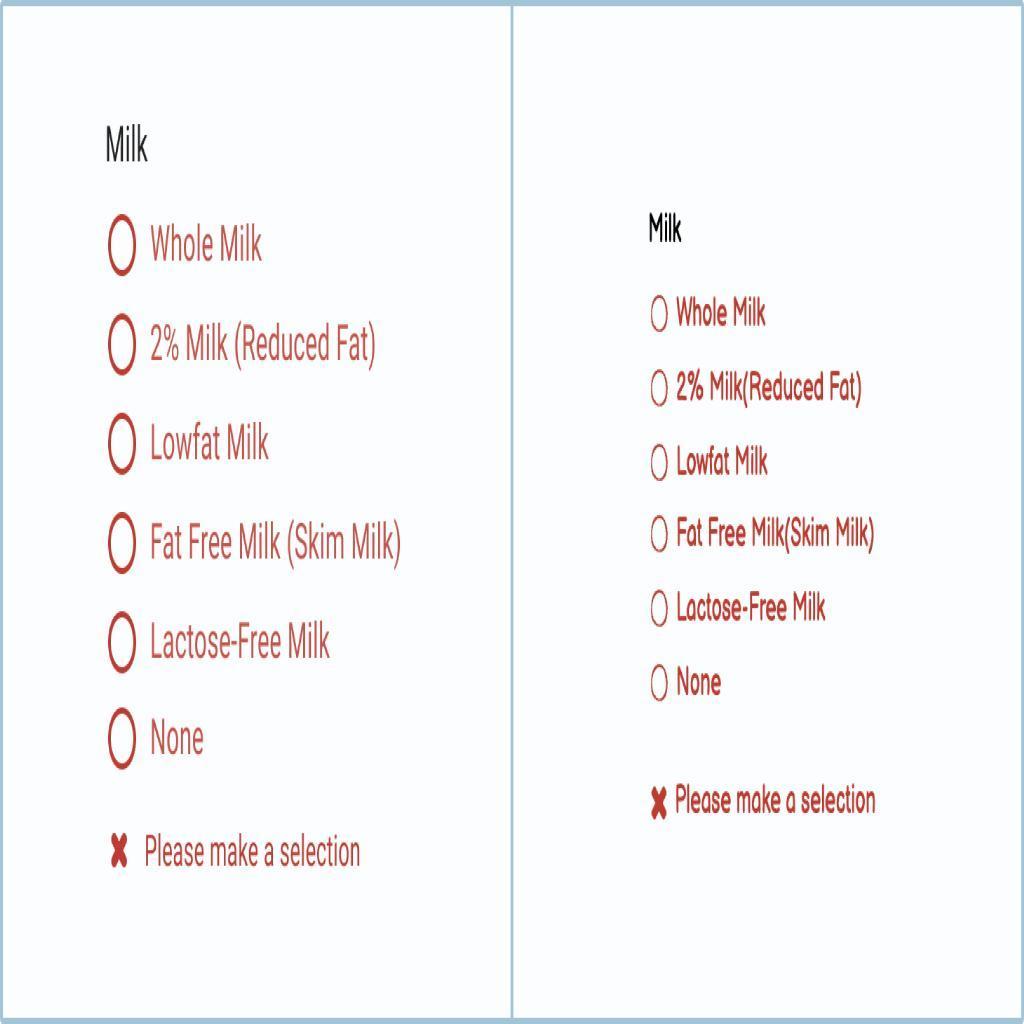 Milk
Whole Milk
2% Milk (Reduced Fat)
Lowfat Milk
Fat Free Milk (Skim Milk)
Lactose-Free Milk
None
Please make a selection
Milk
Whole Milk
2% Milk(Reduced Fat)
Lowfat Milk
Fat Free Milk(Skim Milk)
Lactose-Free Milk
None
Please make a selection